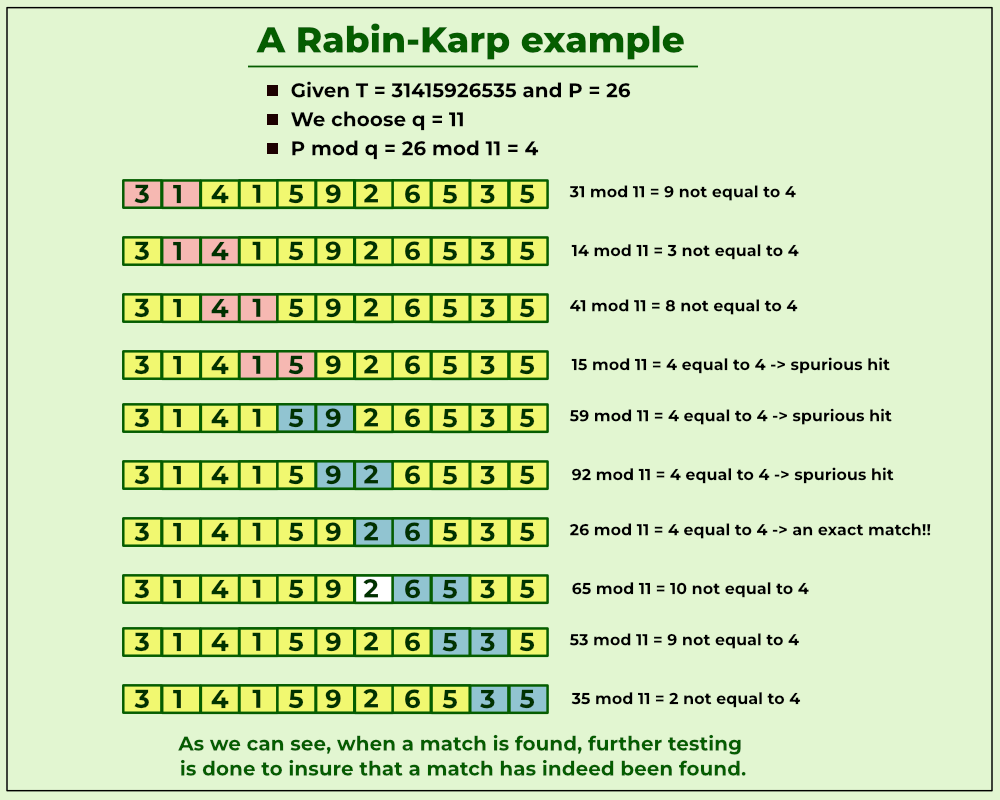 A Rabin-Karp example
Given T = 31415926535 and P = 26
We choose q = 11
P mod q = 26 mod 11 = 4
3 1 4 1 5 9 2 6 5 3 5 31 mod 11 = 9 not equal to 4
3 1 4 1 5 9 2 6 5 3 5 14 mod 11 = 3 not equal to 4
3 1 4 1 5 9 2 6 5 3 5 41 mod 11 = 8 not equal to 4
3 1 4 1 5 9 2 6 5 3 5 15 mod 11 = 4 equal to 4 -> spurious hit
3 1 4 1 5 9 2 6 5 3 5 59 mod 11 = 4 equal to 4 -> spurious hit
3 1 4 1 5 9 2 6 5 3 5 92 mod 11 = 4 equal to 4 -> spurious hit
3 1 4 1 5 9 2 6 5 3 5 26 mod 11 = 4 equal to 4 -> an exact match!!
3 1 4 1 5 9 2 6 5 3 5 65 mod 11 = 10 not equal to 4
3 1 4 1 5 9 2 6 5 3 5 53 mod 11 = 9 not equal to 4
3 1 4 1 5 9 2 6 5 3 5 35 mod 11 = 2 not equal to 4
As we can see, when a match is found, further testing
is done to insure that a match has indeed been found.